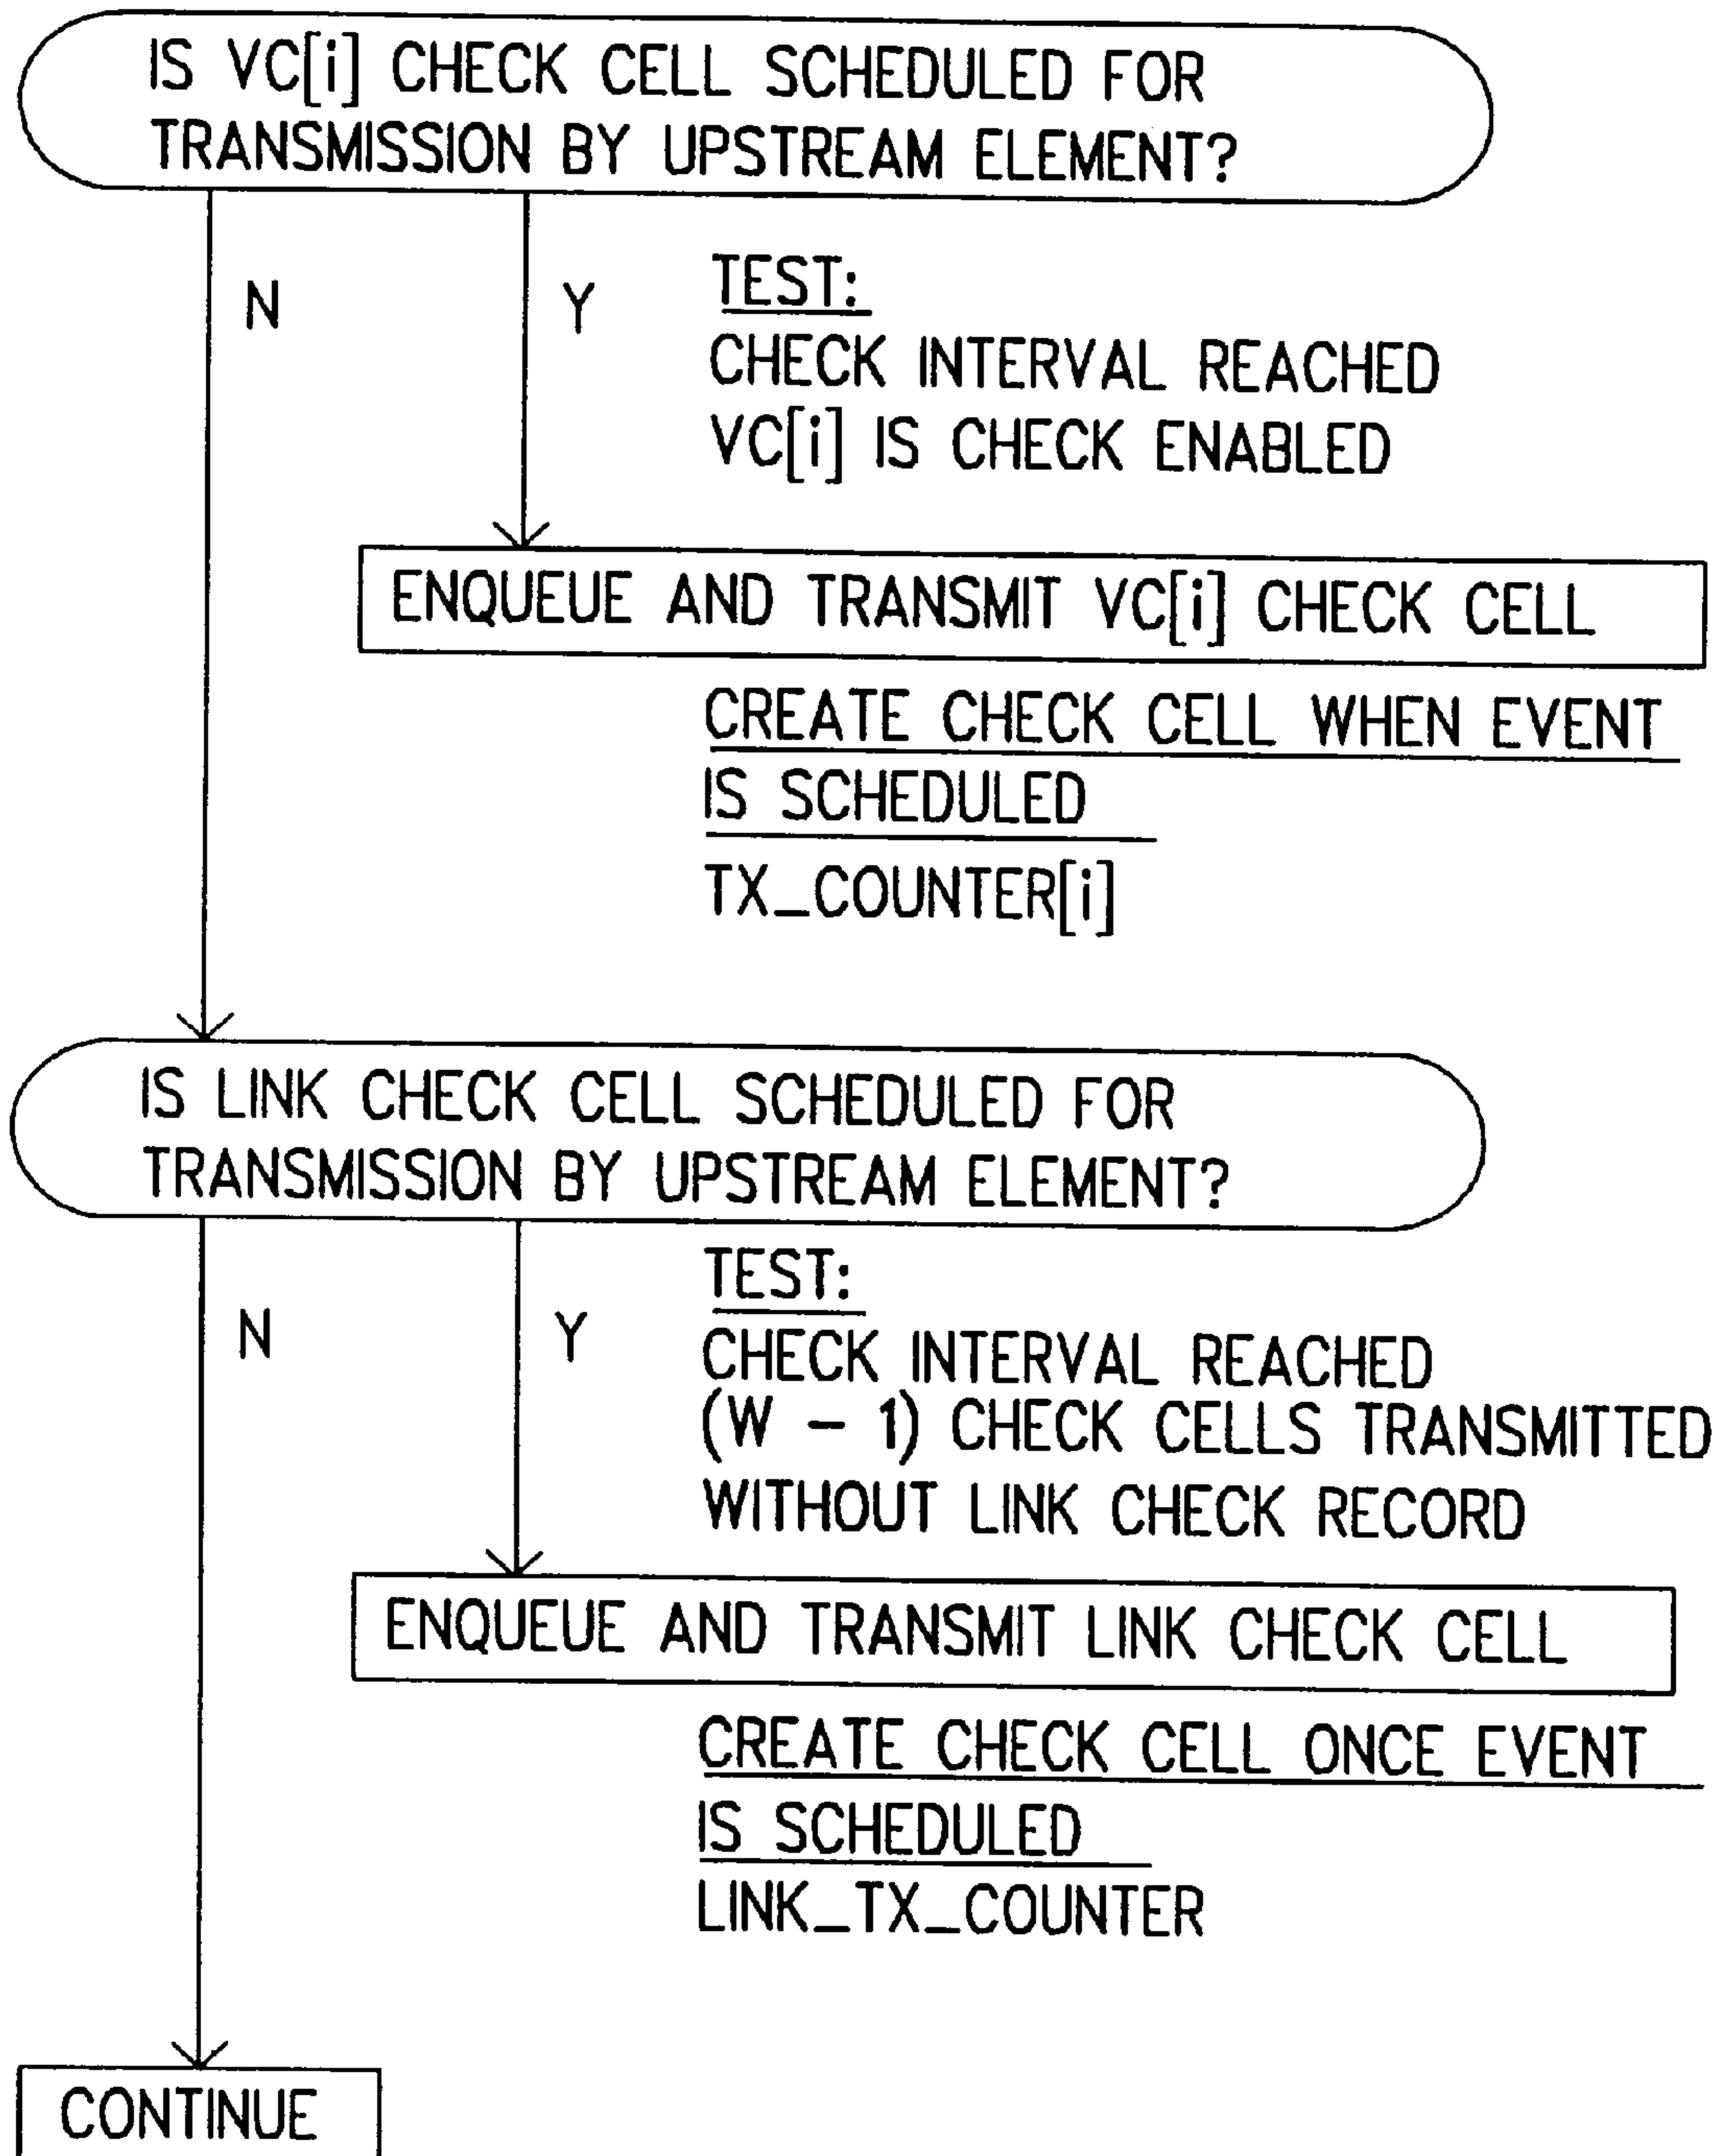 IS VC[i] CHECK CELL SCHEDULED FOR
TRANSMISSION BY UPSTREAM ELEMENT?
N
Y
TEST:
CHECK INTERVAL REACHED
VC[i] IS CHECK ENABLED
ENQUEUE AND TRANSMIT VC[i] CHECK CELL
CREATE CHECK CELL WHEN EVENT
IS SCHEDULED
TX_COUNTER[i]
IS LINK CHECK CELL SCHEDULED FOR
TRANSMISSION BY UPSTREAM ELEMENT?
N
Y
TEST:
CHECK INTERVAL REACHED
(W – 1) CHECK CELLS TRANSMITTED
WITHOUT LINK CHECK RECORD
ENQUEUE AND TRANSMIT LINK CHECK CELL
CREATE CHECK CELL ONCE EVENT
IS SCHEDULED
LINK_TX_COUNTER
CONTINUE